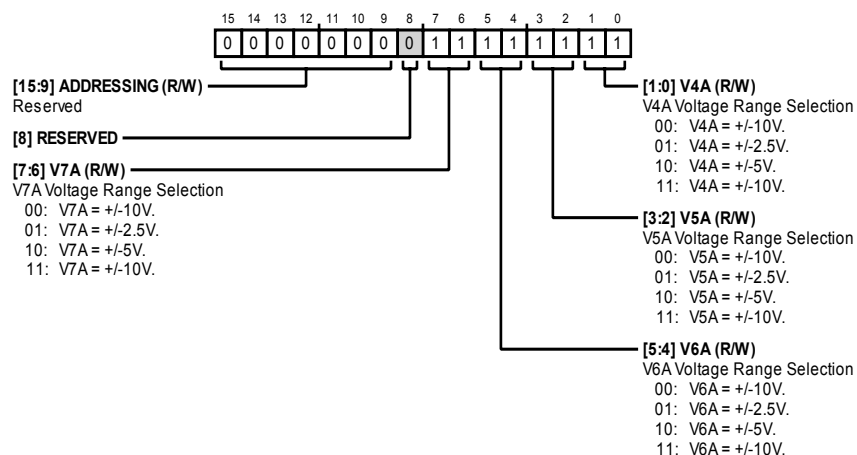 15 14 13 12 11 10 9 8 7 6 5 4 3 2 1 0
0 0 0 0 0 0 0 0 1 1 1 1 1 1 1 1
[15:9] ADDRESSING (R/W)
Reserved
[8] RESERVED
[7:6] V7A (R/W)
V7A Voltage Range Selection
00: V7A = +/-10V.
01: V7A = +/-2.5V.
10: V7A = +/-5V.
11: V7A = +/-10V.
[1:0] V4A (R/W)
V4A Voltage Range Selection
00: V4A = +/-10V.
01: V4A = +/-2.5V.
10: V4A = +/-5V.
11: V4A = +/-10V.
[3:2] V5A (R/W)
V5A Voltage Range Selection
00: V5A = +/-10V.
01: V5A = +/-2.5V.
10: V5A = +/-5V.
11: V5A = +/-10V.
[5:4] V6A (R/W)
V6A Voltage Range Selection
00: V6A = +/-10V.
01: V6A = +/-2.5V.
10: V6A = +/-5V.
11: V6A = +/-10V.